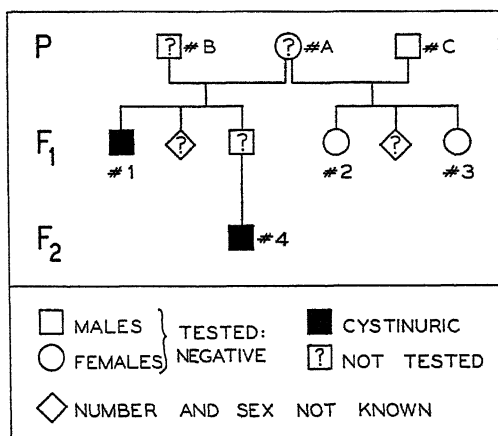 P ? #B ? #A #C
F1 ? ? ? 
#1 #2 #3
F2 #4
MALES } TESTED: NEGATIVE
FEMALES
CYSTINURIC
? NOT TESTED
NUMBER AND SEX NOT KNOWN